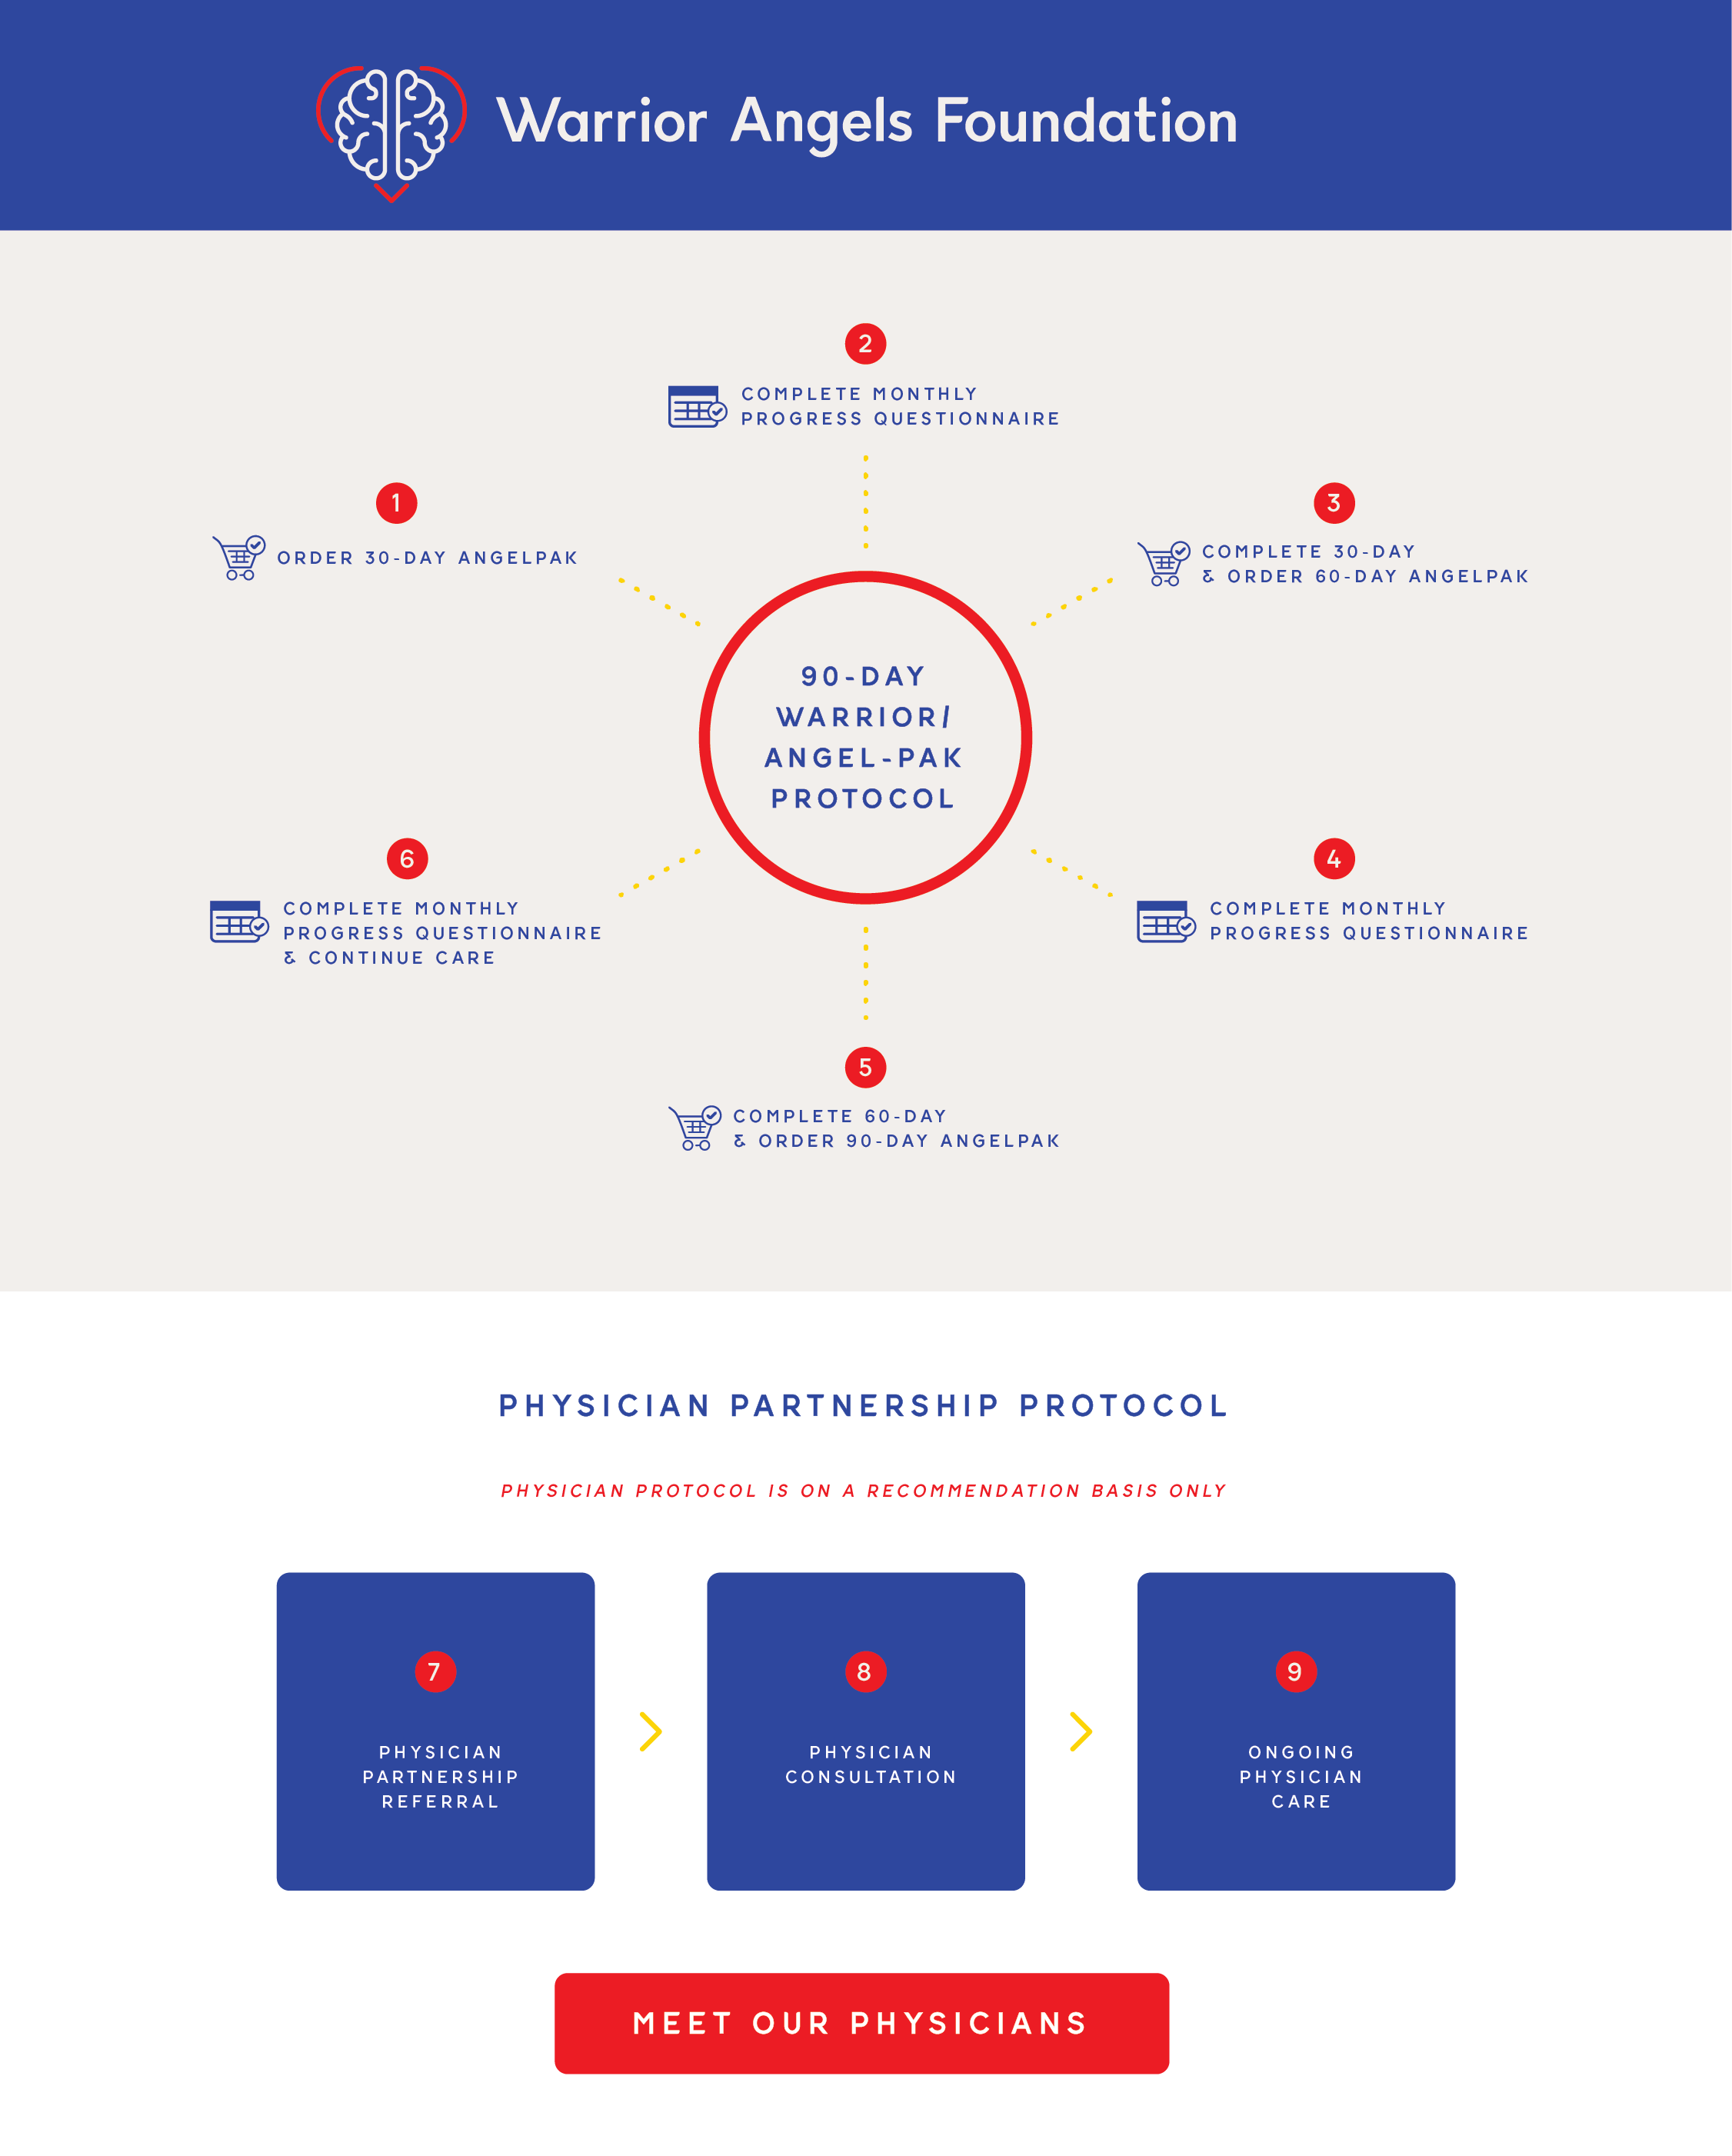 Warrior Angels Foundation
1
ORDER 30-DAY ANGELPAK
2
COMPLETE MONTHLY
PROGRESS QUESTIONNAIRE
3
COMPLETE 30-DAY
& ORDER 60-DAY ANGELPAK
90-DAY
WARRIOR/
ANGEL-PAK
PROTOCOL
4
COMPLETE MONTHLY
PROGRESS QUESTIONNAIRE
5
COMPLETE 60-DAY
& ORDER 90-DAY ANGELPAK
6
COMPLETE MONTHLY
PROGRESS QUESTIONNAIRE
& CONTINUE CARE
PHYSICIAN PARTNERSHIP PROTOCOL
PHYSICIAN PROTOCOL IS ON A RECOMMENDATION BASIS ONLY
7
PHYSICIAN
PARTNERSHIP
REFERRAL
8
PHYSICIAN
CONSULTATION
9
ONGOING
PHYSICIAN
CARE
MEET OUR PHYSICIANS